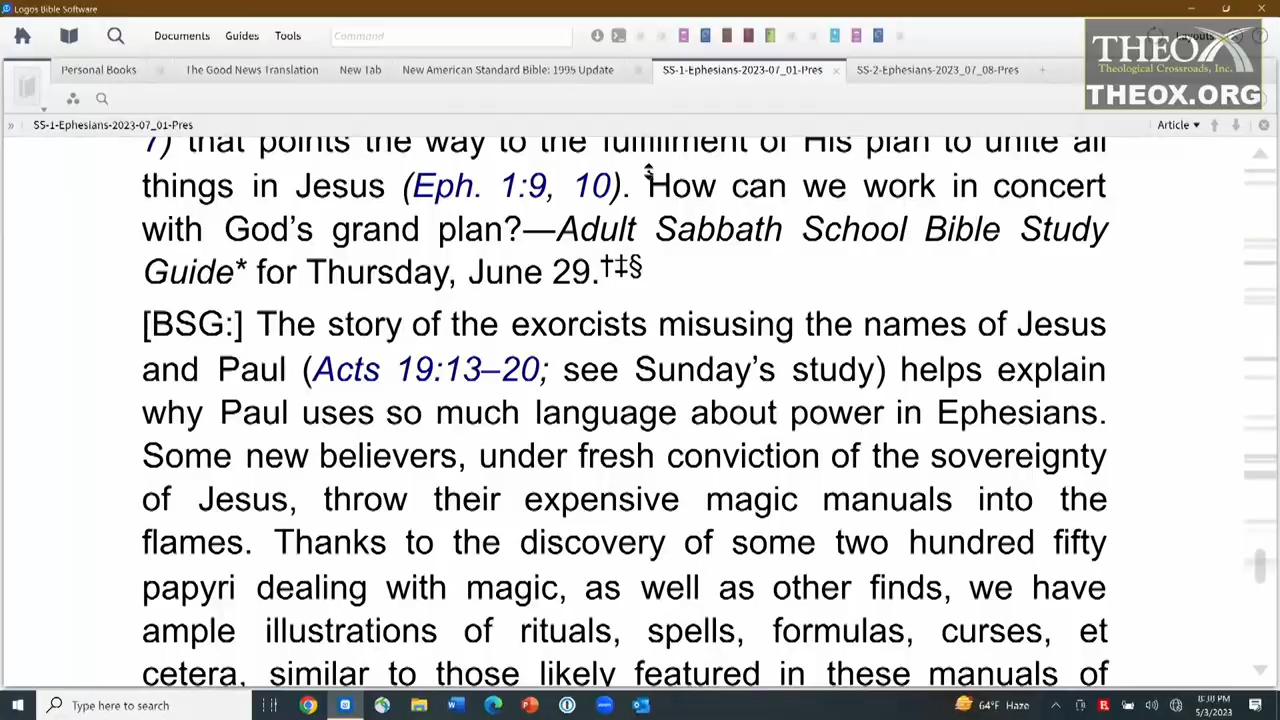 Logos Bible Software
Documents Guides Tools Command Layouts
THEOX
Theological Crossroads, Inc.
THEOX.ORG
Personal Books The Good News Translation New Tab SS-1-Ephesians-2023-07_01-Pres SS-2-Ephesians-2023_07_08-Pres +
SS-1-Ephesians-2023-07_01-Pres Article
7) that points the way to the fulfillment of His plan to unite all
things in Jesus (Eph. 1:9, 10). How can we work in concert
with God’s grand plan?—Adult Sabbath School Bible Study
Guide* for Thursday, June 29.†‡§
[BSG:] The story of the exorcists misusing the names of Jesus
and Paul (Acts 19:13–20; see Sunday’s study) helps explain
why Paul uses so much language about power in Ephesians.
Some new believers, under fresh conviction of the sovereignty
of Jesus, throw their expensive magic manuals into the
flames. Thanks to the discovery of some two hundred fifty
papyri dealing with magic, as well as other finds, we have
ample illustrations of rituals, spells, formulas, curses, et
cetera, similar to those likely featured in these manuals of
Type here to search 64°F Haze 8:38 PM
5/3/2023